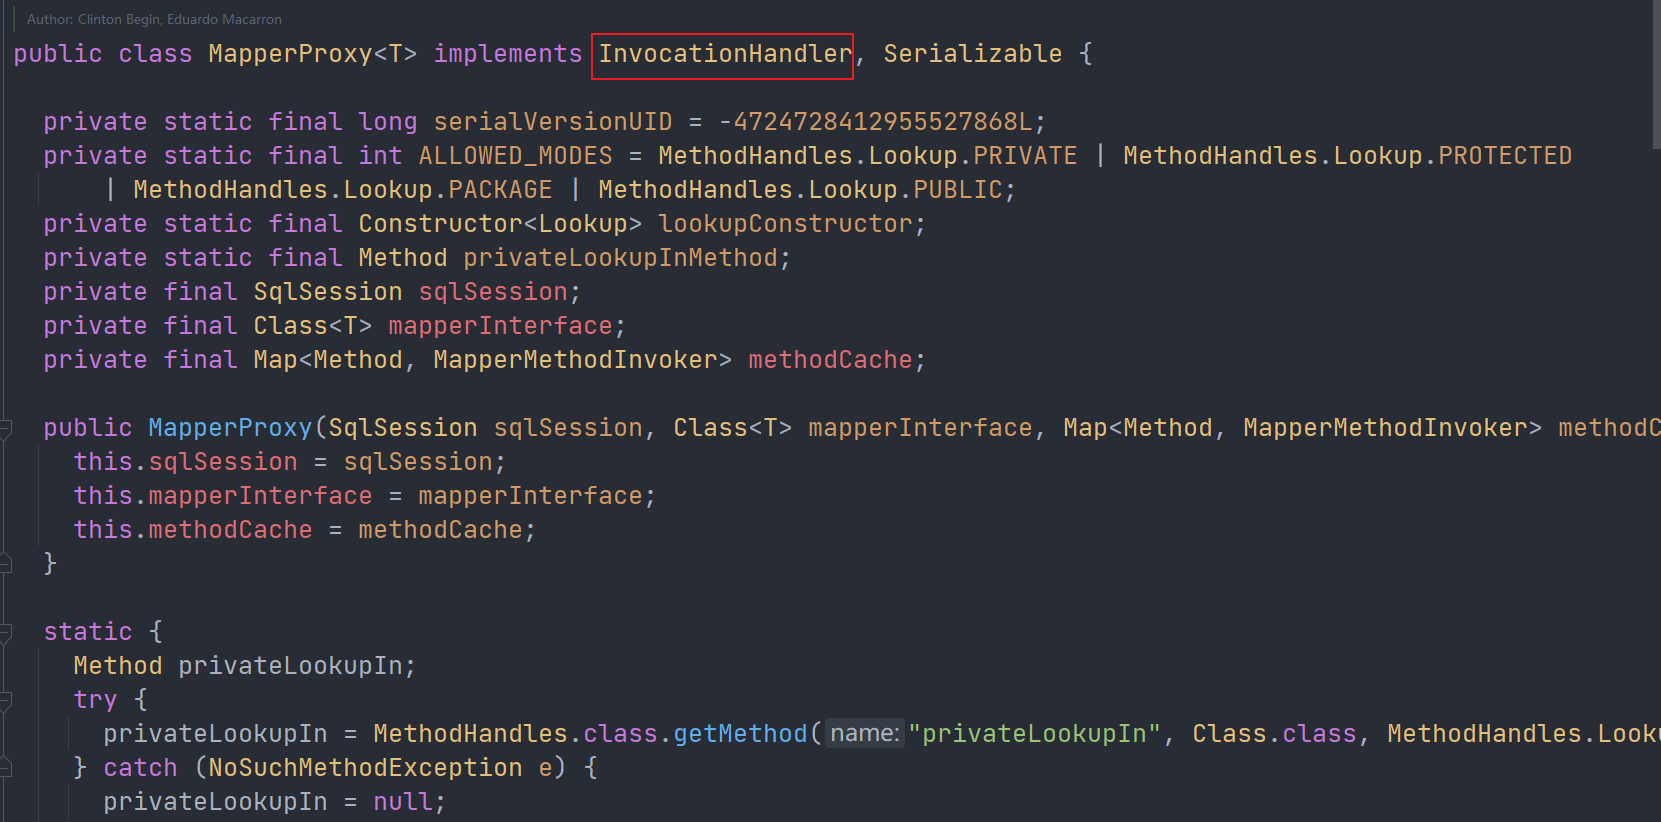 Author: Clinton Begin, Eduardo Macarron
public class MapperProxy<T> implements InvocationHandler, Serializable {
private static final long serialVersionUID = -4724728412955527868L;
private static final int ALLOWED_MODES = MethodHandles.Lookup.PRIVATE | MethodHandles.Lookup.PROTECTED
| MethodHandles.Lookup.PACKAGE | MethodHandles.Lookup.PUBLIC;
private static final Constructor<Lookup> lookupConstructor;
private static final Method privateLookupInMethod;
private final SqlSession sqlSession;
private final Class<T> mapperInterface;
private final Map<Method, MapperMethodInvoker> methodCache;
public MapperProxy(SqlSession sqlSession, Class<T> mapperInterface, Map<Method, MapperMethodInvoker> methodC
this.sqlSession = sqlSession;
this.mapperInterface = mapperInterface;
this.methodCache = methodCache;
}
static {
Method privateLookupIn;
try {
privateLookupIn = MethodHandles.class.getMethod( name: "privateLookupIn", Class.class, MethodHandles.Look
} catch (NoSuchMethodException e) {
privateLookupIn = null;